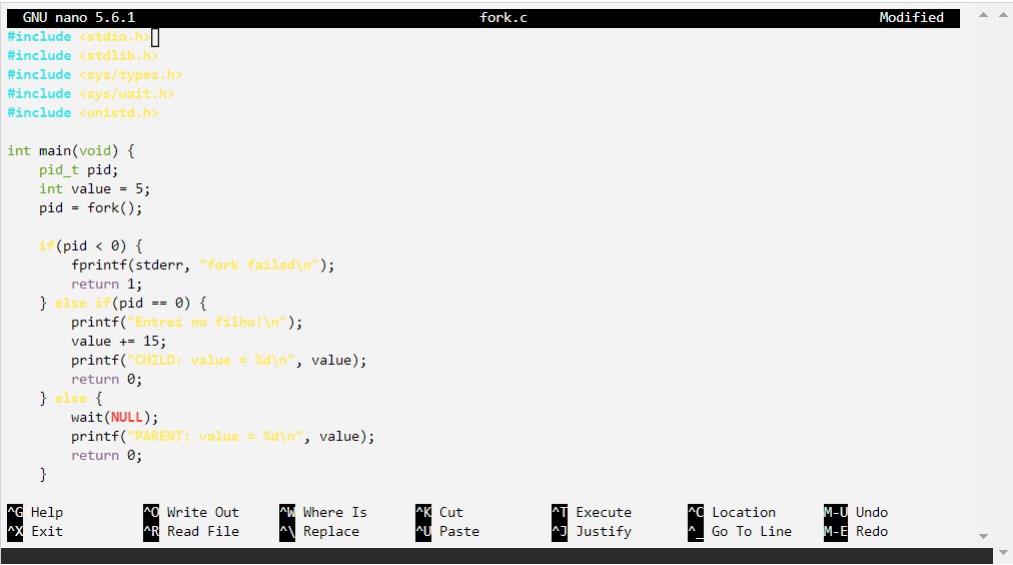 GNU nano 5.6.1 fork.c Modified
#include <stdio.h>
#include <stdlib.h>
#include <sys/types.h>
#include <sys/wait.h>
#include <unistd.h>
int main(void) {
    pid_t pid;
    int value = 5;
    pid = fork();
    if(pid < 0) {
        fprintf(stderr, "fork failed\n");
        return 1;
    } else if(pid == 0) {
        printf("Entrei no filho!\n");
        value += 15;
        printf("CHILD: value = %d\n", value);
        return 0;
    } else {
        wait(NULL);
        printf("PARENT: value = %d\n", value);
        return 0;
    }
^G Help ^O Write Out ^W Where Is ^K Cut ^T Execute ^C Location M-U Undo
^X Exit ^R Read File ^\ Replace ^U Paste ^J Justify ^_ Go To Line M-E Redo